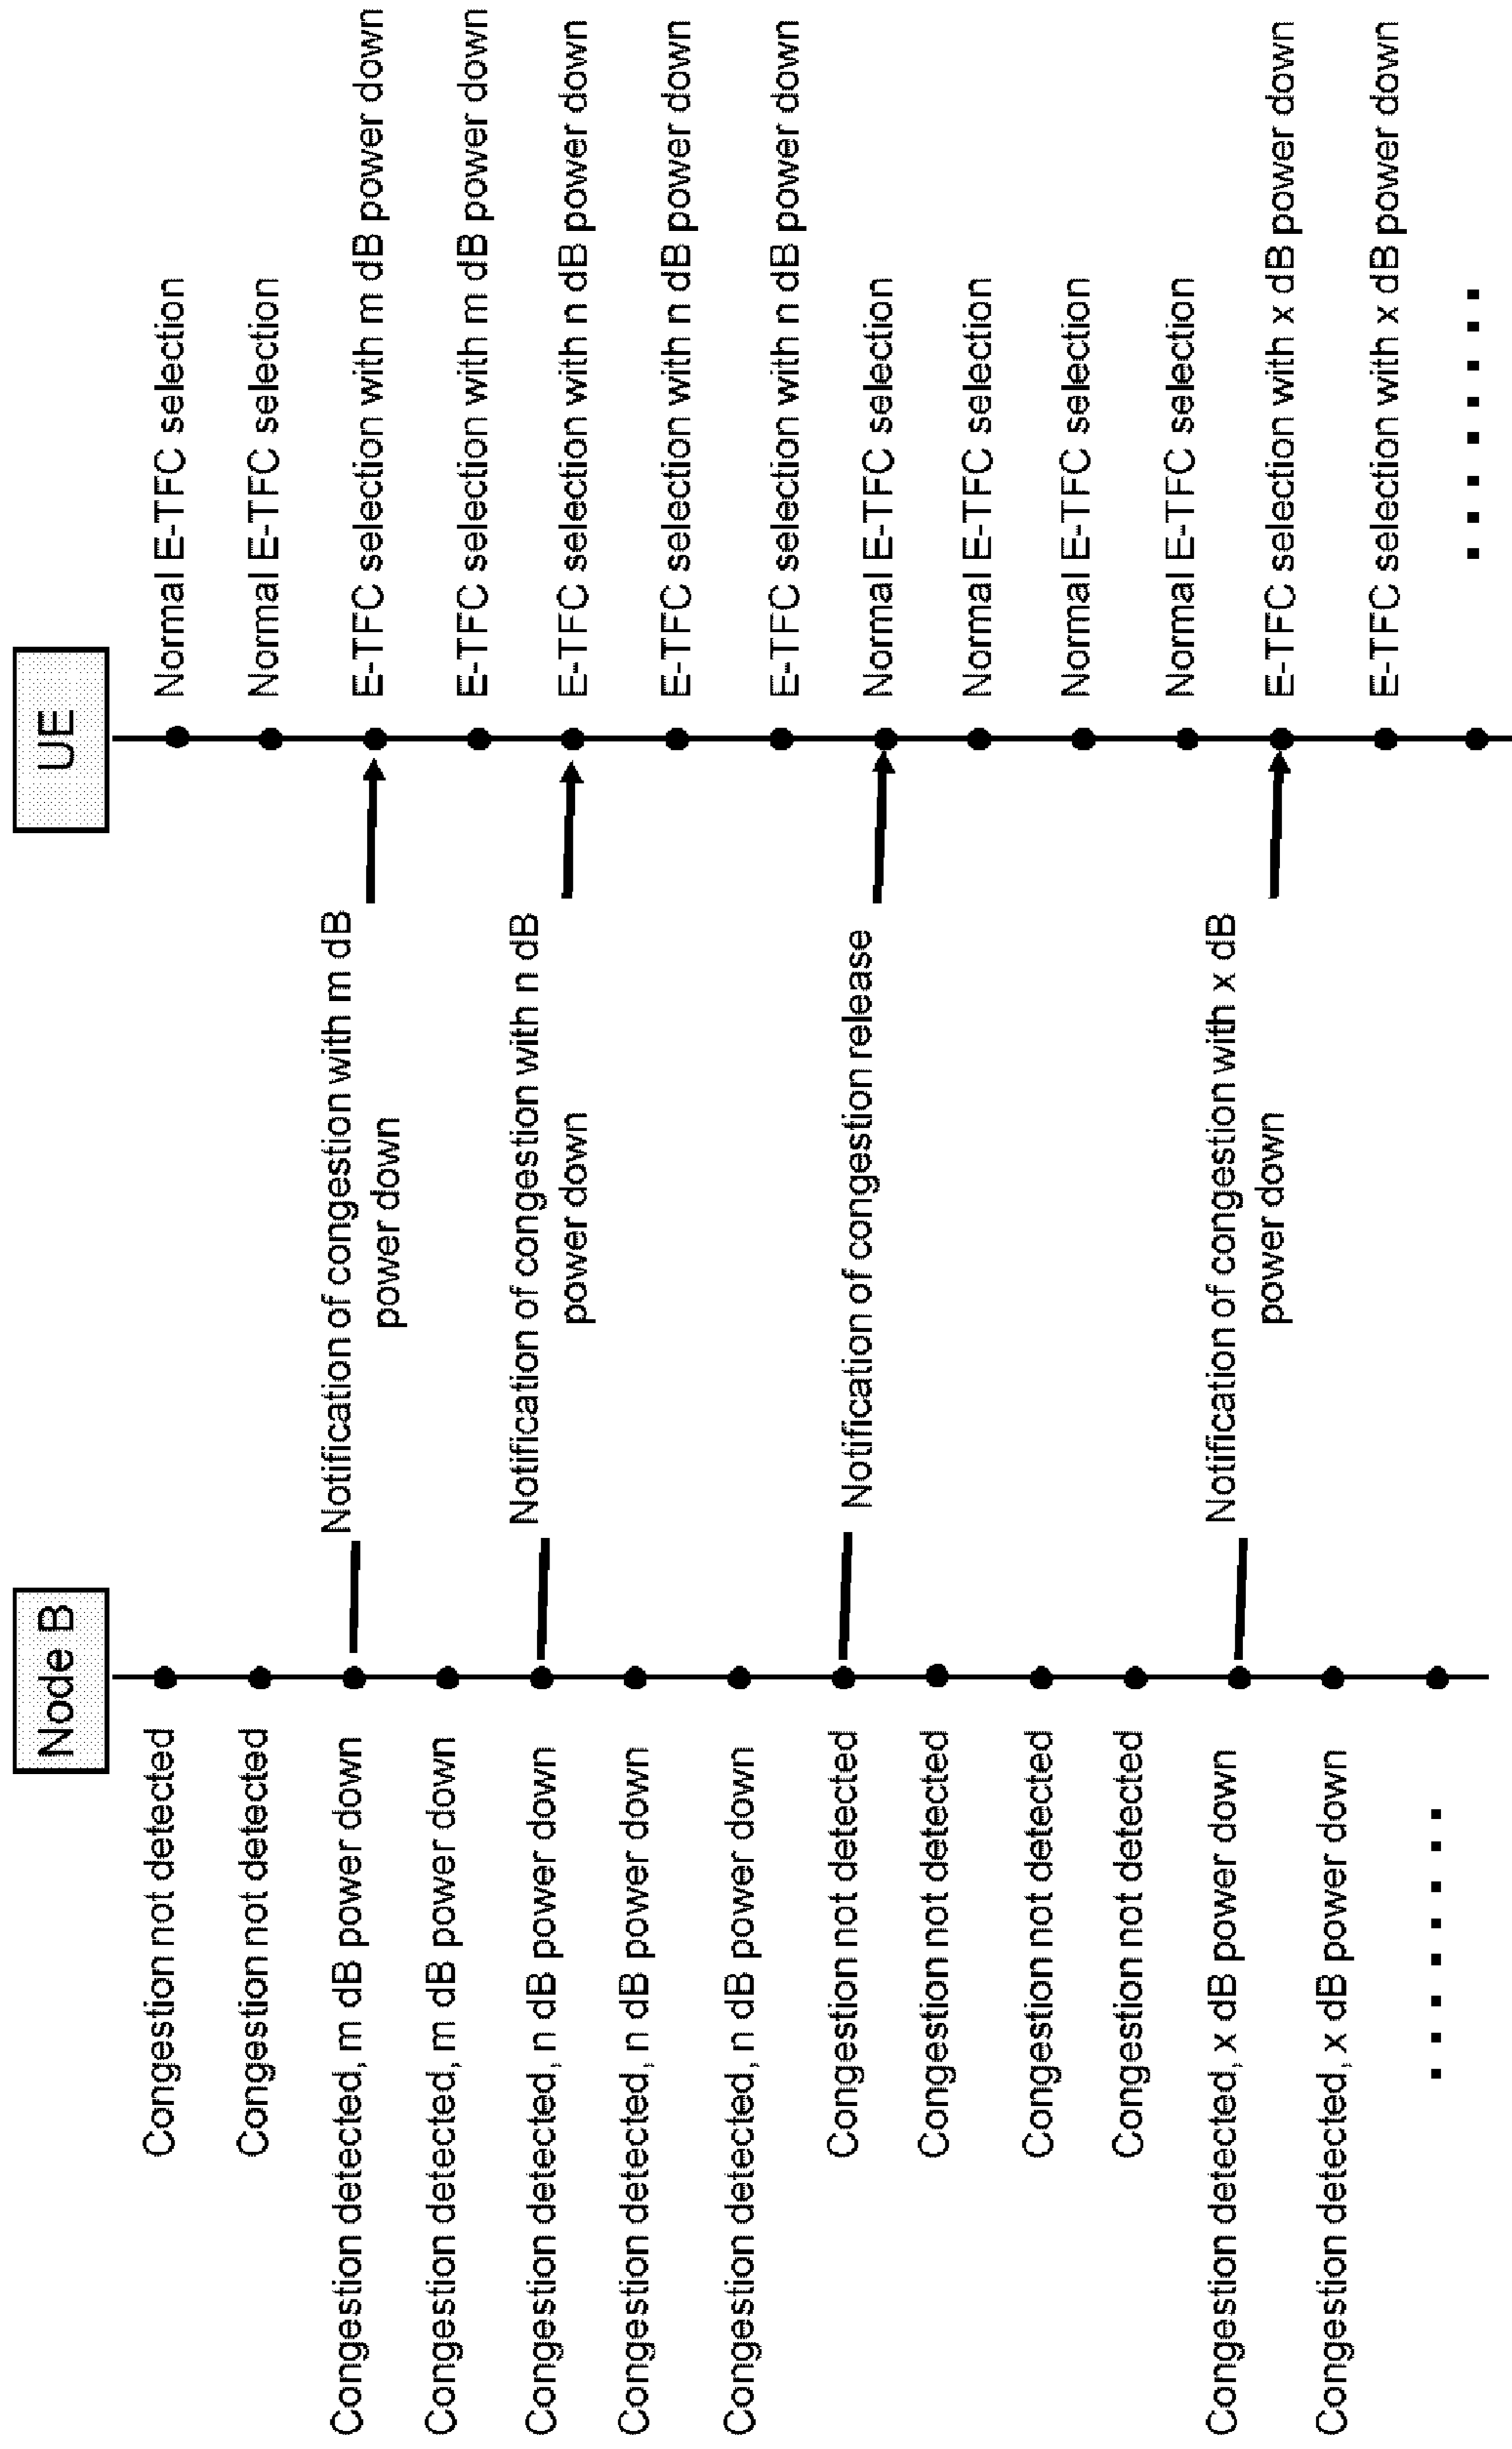 Node B
UE
Congestion not detected
Normal E-TFC selection
Congestion not detected
Normal E-TFC selection
Congestion detected, m dB power down
Notification of congestion with m dB
power down
E-TFC selection with m dB power down
Congestion detected, m dB power down
E-TFC selection with m dB power down
Congestion detected, n dB power down
Notification of congestion with n dB
power down
E-TFC selection with n dB power down
Congestion detected, n dB power down
E-TFC selection with n dB power down
Congestion detected, n dB power down
E-TFC selection with n dB power down
Congestion not detected
Notification of congestion release
Normal E-TFC selection
Congestion not detected
Normal E-TFC selection
Congestion not detected
Normal E-TFC selection
Congestion not detected
Normal E-TFC selection
Congestion detected, x dB power down
Notification of congestion with x dB
power down
E-TFC selection with x dB power down
Congestion detected, x dB power down
E-TFC selection with x dB power down